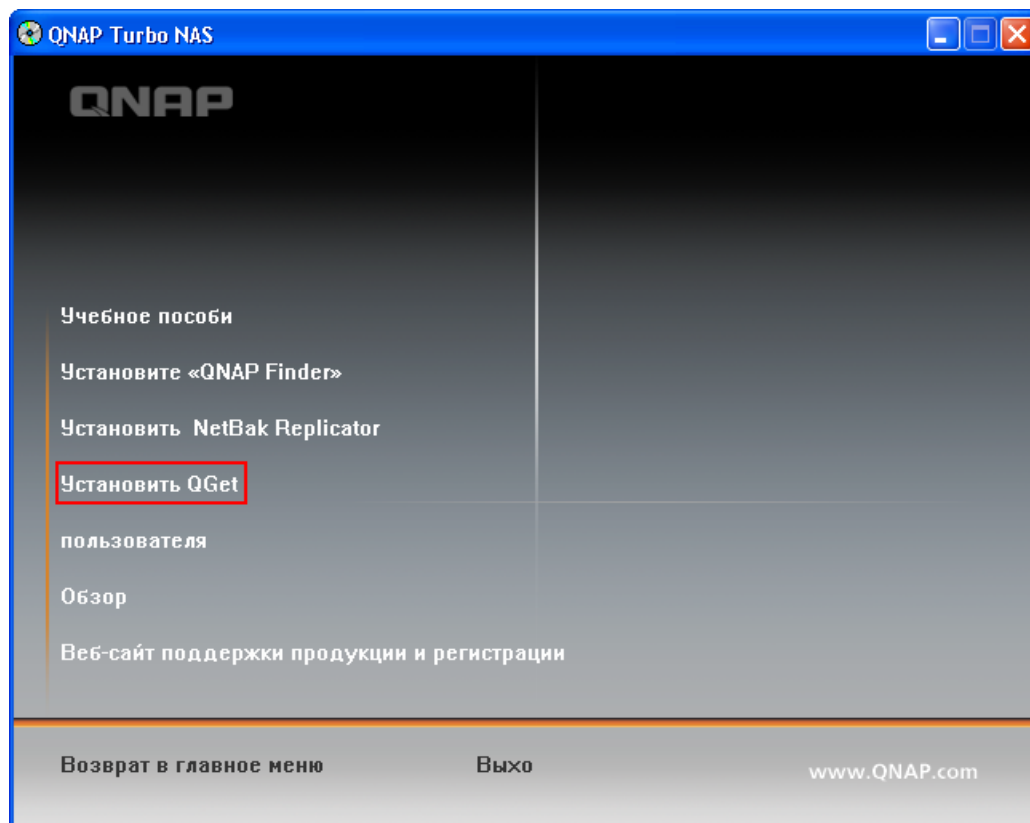 QNAP Turbo NAS
QNAP
Учебное пособи
Установите «QNAP Finder»
Установить NetBak Replicator
Установить QGet
пользователя
Обзор
Веб-сайт поддержки продукции и регистрации
Возврат в главное меню
Выхо
www.QNAP.com